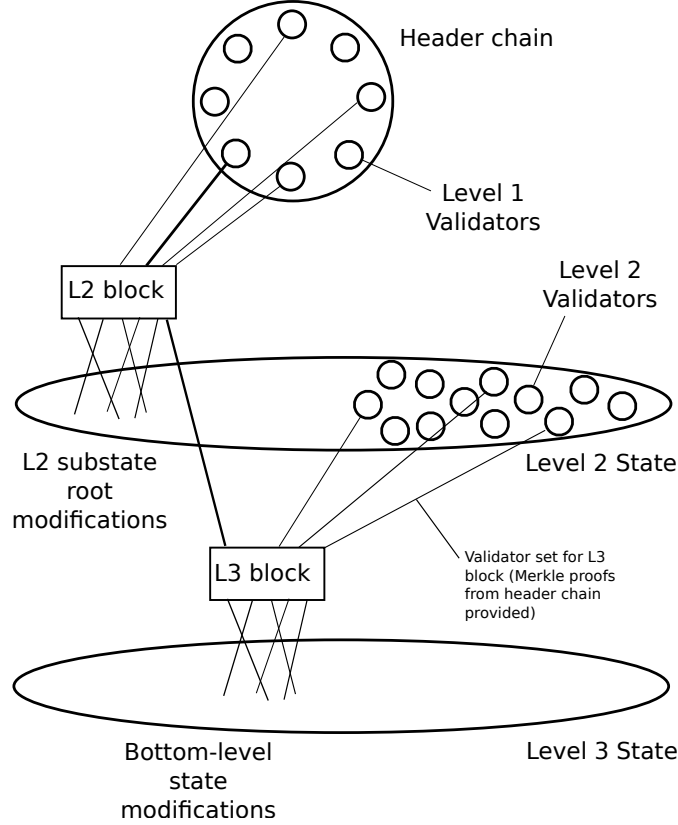 Header chain
Level 1
Validators
L2 block
Level 2
Validators
L2 substate
root
modifications
Level 2 State
L3 block
Validator set for L3
block (Merkle proofs
from header chain
provided)
Bottom-level
state
modifications
Level 3 State